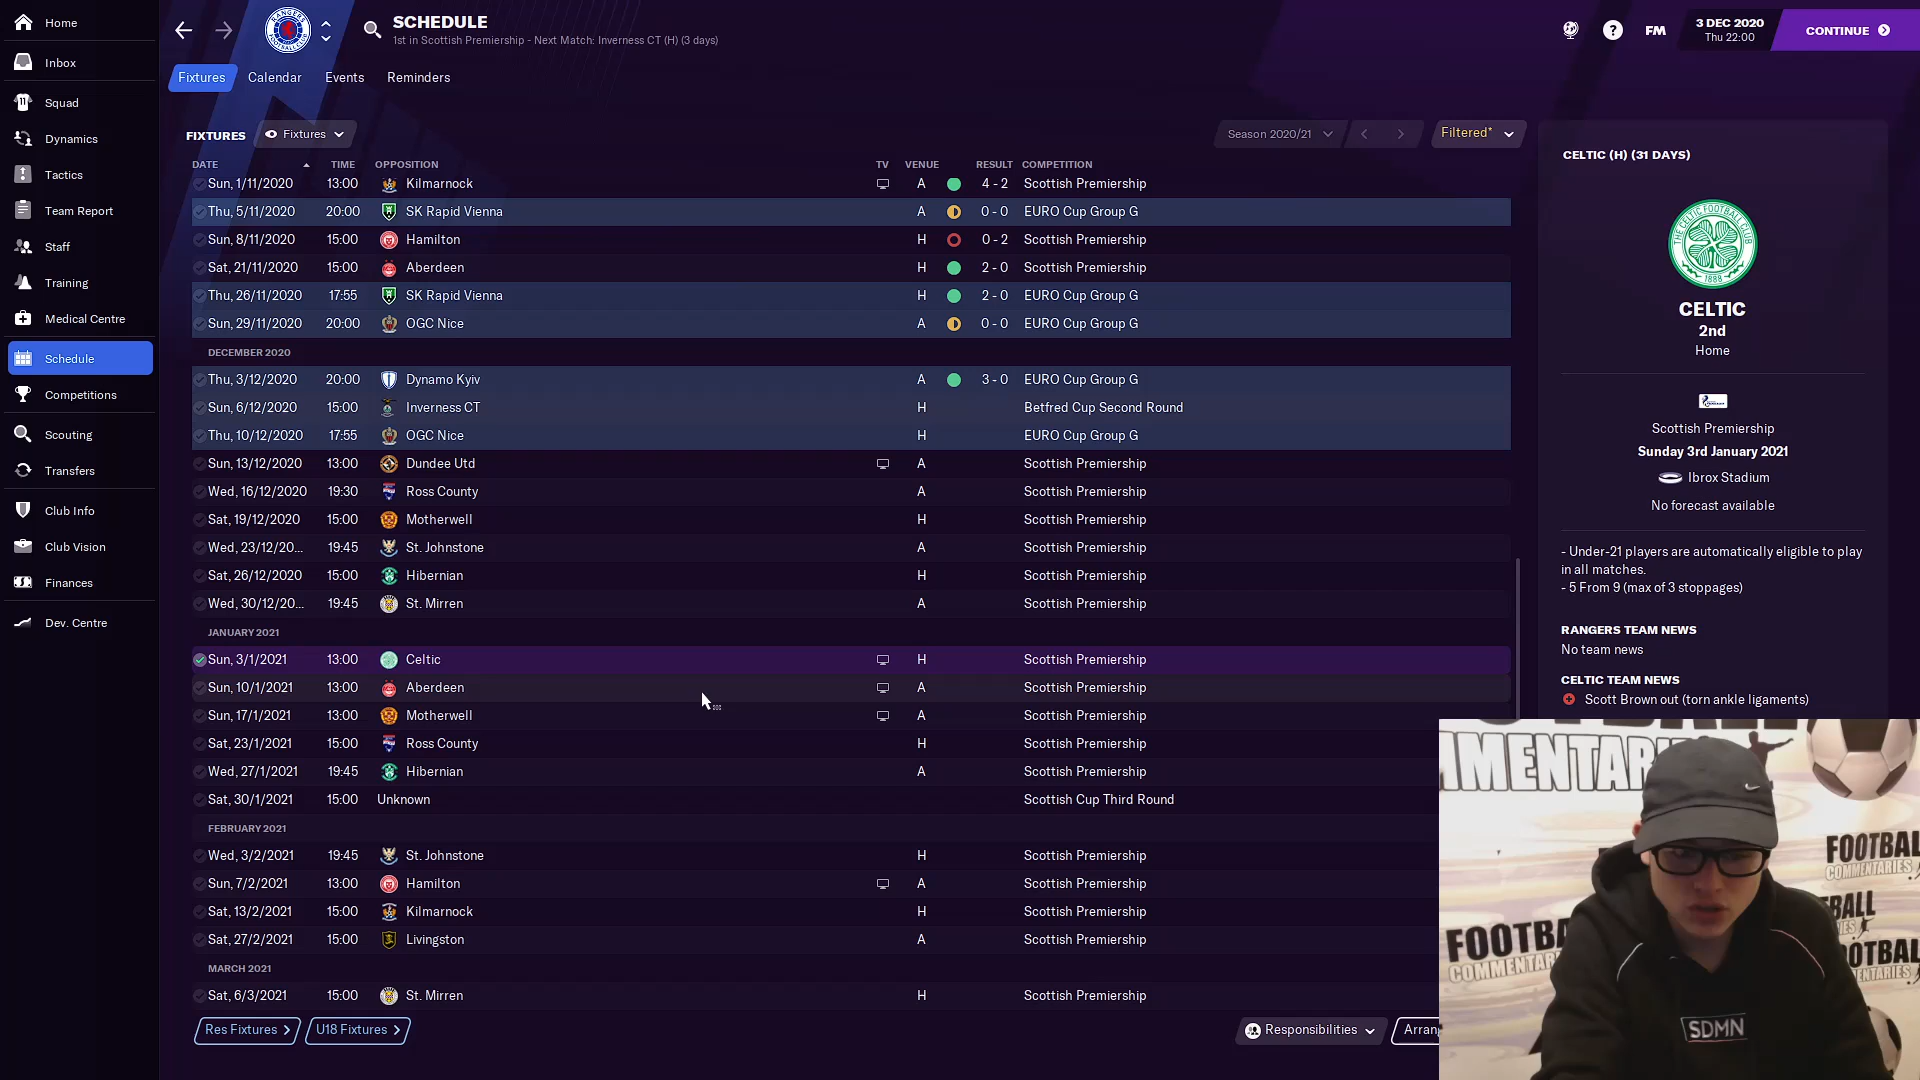 Home
Inbox
Squad
Dynamics
Tactics
Team Report
Staff
Training
Medical Centre
Schedule
Competitions
Scouting
Transfers
Club Info
Club Vision
Finances
Dev. Centre
SCHEDULE
1st in Scottish Premiership - Next Match: Inverness CT (H) (3 days)
FM
3 DEC 2020
Thu 22:00
CONTINUE
Fixtures Calendar Events Reminders
FIXTURES Fixtures Season 2020/21 Filtered*
DATE TIME OPPOSITION TV VENUE RESULT COMPETITION
Sun, 1/11/2020 13:00 Kilmarnock A 4 - 2 Scottish Premiership
Thu, 5/11/2020 20:00 SK Rapid Vienna A 0 - 0 EURO Cup Group G
Sun, 8/11/2020 15:00 Hamilton H 0 - 2 Scottish Premiership
Sat, 21/11/2020 15:00 Aberdeen H 2 - 0 Scottish Premiership
Thu, 26/11/2020 17:55 SK Rapid Vienna H 2 - 0 EURO Cup Group G
Sun, 29/11/2020 20:00 OGC Nice A 0 - 0 EURO Cup Group G
DECEMBER 2020
Thu, 3/12/2020 20:00 Dynamo Kyiv A 3 - 0 EURO Cup Group G
Sun, 6/12/2020 15:00 Inverness CT H Betfred Cup Second Round
Thu, 10/12/2020 17:55 OGC Nice H EURO Cup Group G
Sun, 13/12/2020 13:00 Dundee Utd A Scottish Premiership
Wed, 16/12/2020 19:30 Ross County A Scottish Premiership
Sat, 19/12/2020 15:00 Motherwell H Scottish Premiership
Wed, 23/12/20... 19:45 St. Johnstone A Scottish Premiership
Sat, 26/12/2020 15:00 Hibernian H Scottish Premiership
Wed, 30/12/20... 19:45 St. Mirren A Scottish Premiership
JANUARY 2021
Sun, 3/1/2021 13:00 Celtic H Scottish Premiership
Sun, 10/1/2021 13:00 Aberdeen A Scottish Premiership
Sun, 17/1/2021 13:00 Motherwell A Scottish Premiership
Sat, 23/1/2021 15:00 Ross County H Scottish Premiership
Wed, 27/1/2021 19:45 Hibernian A Scottish Premiership
Sat, 30/1/2021 15:00 Unknown Scottish Cup Third Round
FEBRUARY 2021
Wed, 3/2/2021 19:45 St. Johnstone H Scottish Premiership
Sun, 7/2/2021 13:00 Hamilton A Scottish Premiership
Sat, 13/2/2021 15:00 Kilmarnock H Scottish Premiership
Sat, 27/2/2021 15:00 Livingston A Scottish Premiership
MARCH 2021
Sat, 6/3/2021 15:00 St. Mirren H Scottish Premiership
Res Fixtures U18 Fixtures Responsibilities Arrang
CELTIC (H) (31 DAYS)
THE CELTIC FOOTBALL CLUB
1888
CELTIC
2nd
Home
Scottish Premiership
Sunday 3rd January 2021
Ibrox Stadium
No forecast available
- Under-21 players are automatically eligible to play
in all matches.
- 5 From 9 (max of 3 stoppages)
RANGERS TEAM NEWS
No team news
CELTIC TEAM NEWS
Scott Brown out (torn ankle ligaments)
MMENTAR
FOOTBAL
COMMENTARIES
FOOTBA
COMMENTAR
BALL
OTBAL
ENTARIES
SDMN